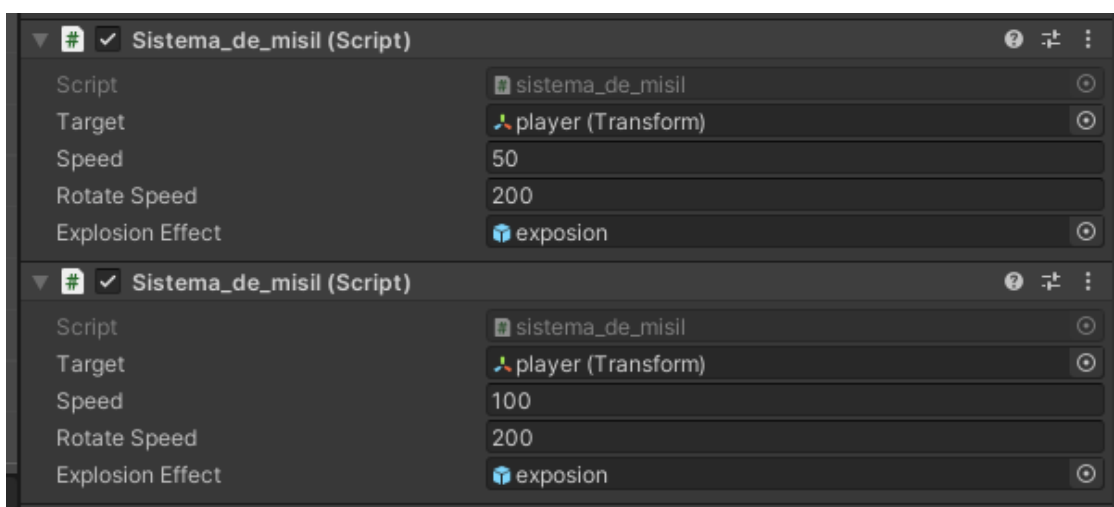 Sistema_de_misil (Script)
Script sistema_de_misil
Target player (Transform)
Speed 50
Rotate Speed 200
Explosion Effect exposion
Sistema_de_misil (Script)
Script sistema_de_misil
Target player (Transform)
Speed 100
Rotate Speed 200
Explosion Effect exposion